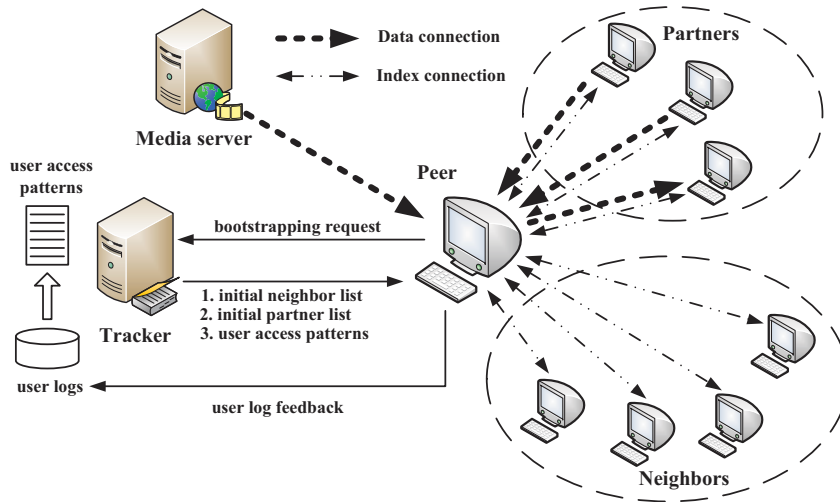 Data connection
Index connection
Partners
Media server
Peer
user access
patterns
bootstrapping request
1. initial neighbor list
2. initial partner list
3. user access patterns
Tracker
user logs
user log feedback
Neighbors